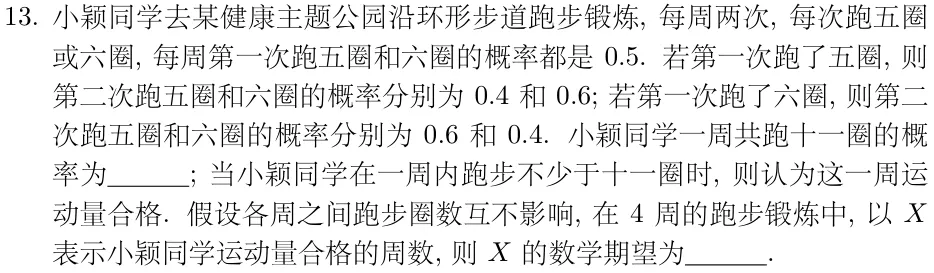 13. 小颖同学去某健康主题公园沿环形步道跑步锻炼, 每周两次, 每次跑五圈
或六圈, 每周第一次跑五圈和六圈的概率都是 0.5. 若第一次跑了五圈, 则
第二次跑五圈和六圈的概率分别为 0.4 和 0.6; 若第一次跑了六圈, 则第二
次跑五圈和六圈的概率分别为 0.6 和 0.4. 小颖同学一周共跑十一圈的概
率为______; 当小颖同学在一周内跑步不少于十一圈时, 则认为这一周运
动量合格. 假设各周之间跑步圈数互不影响, 在 4 周的跑步锻炼中, 以 X
表示小颖同学运动量合格的周数, 则 X 的数学期望为______.